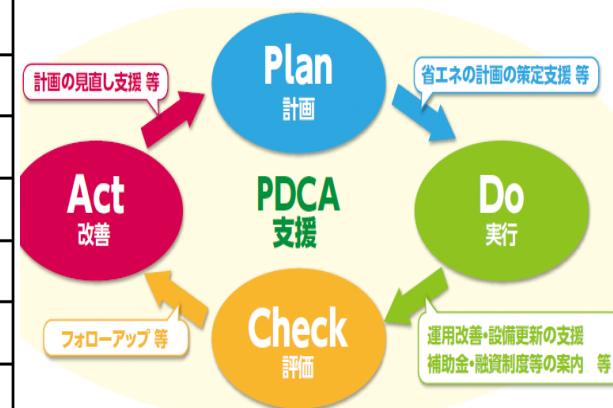 Plan
計画
計画の見直し支援 等
省エネの計画の策定支援 等
Act
改善
PDCA
支援
Do
実行
フォローアップ 等
Check
評価
運用改善・設備更新の支援
補助金・融資制度等の案内 等